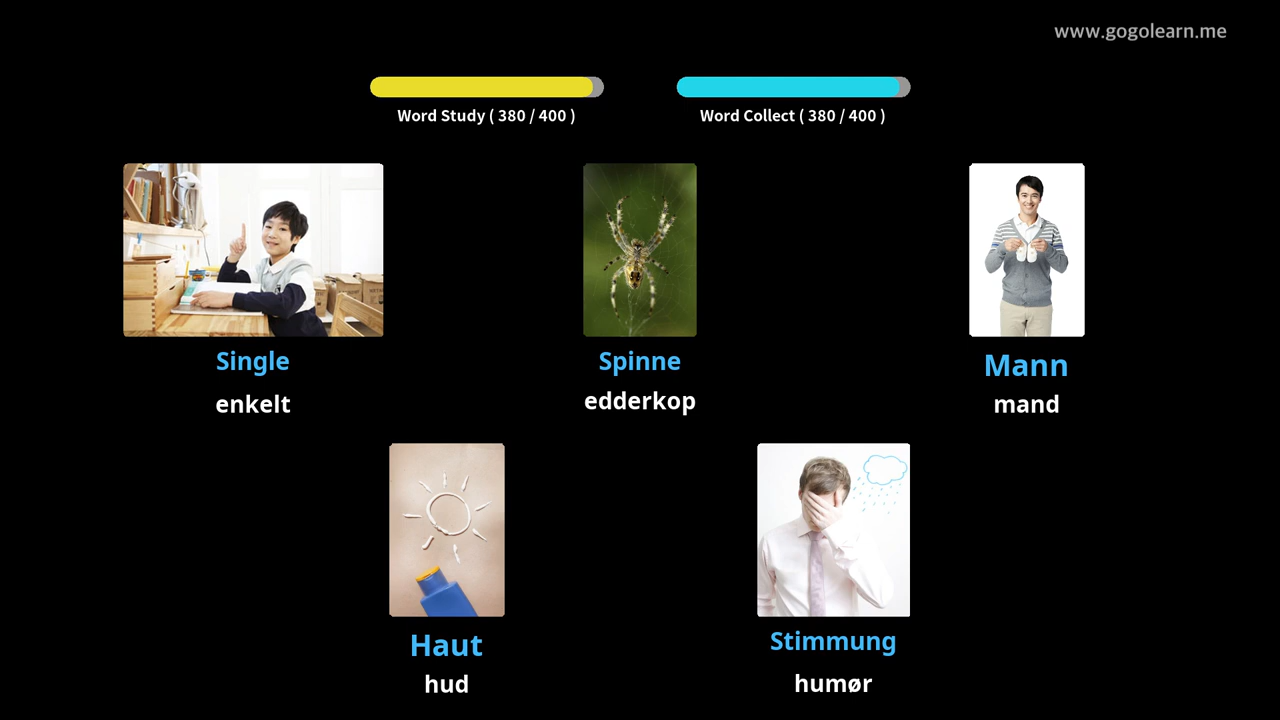 www.gogolearn.me
Word Study ( 380 / 400 )
Word Collect ( 380 / 400 )
Single
enkelt
Spinne
edderkop
Mann
mand
Haut
hud
Stimmung
humør